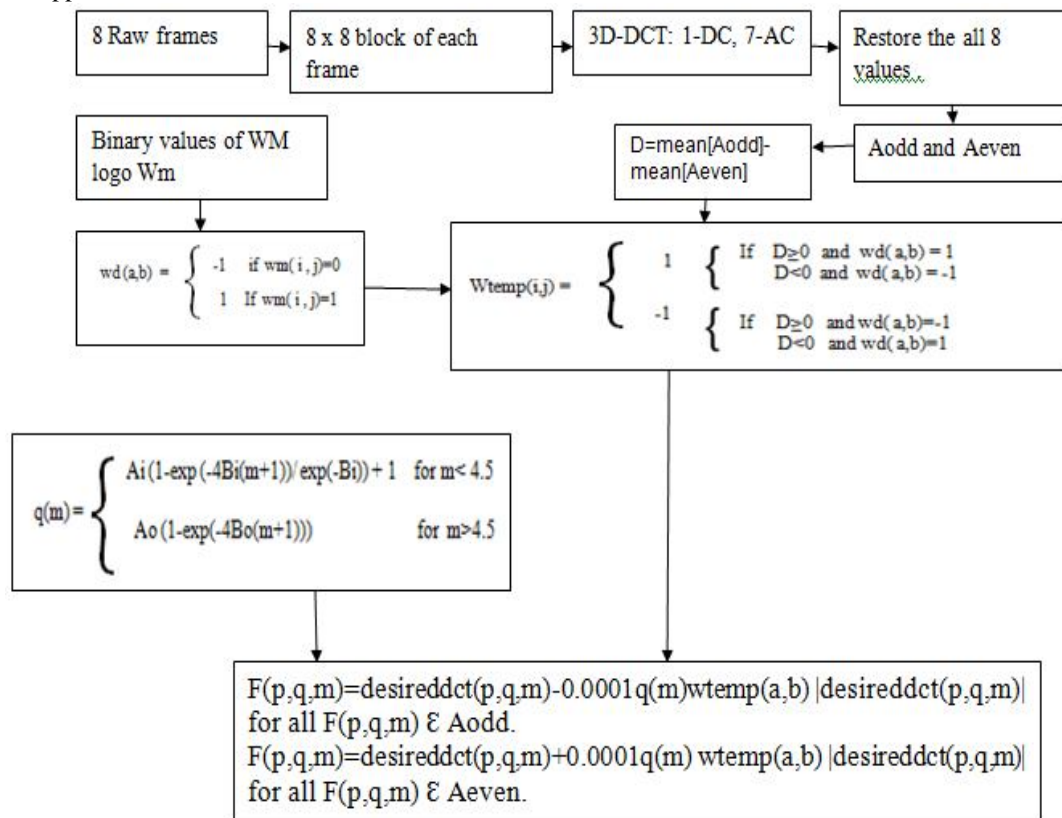 8 Raw frames
8 x 8 block of each
frame
3D-DCT: 1-DC, 7-AC
Restore the all 8
values .
Binary values of WM
logo Wm
D=mean[Aodd]-
mean[Aeven]
Aodd and Aeven
wd(a,b) = { -1 if wm( i , j)=0
1 If wm( i , j)=1
Wtemp(i,j) = { 1 { If D≥0 and wd( a,b) = 1
D<0 and wd( a,b) = -1
-1 { If D≥0 and wd( a,b)=-1
D<0 and wd( a,b)=1
q(m)= { Ai (1-exp (-4Bi(m+1))/exp(-Bi)) + 1 for m< 4.5
Ao (1-exp(-4Bo(m+1))) for m>4.5
F(p,q,m)=desireddct(p,q,m)-0.0001q(m)wtemp(a,b) |desireddct(p,q,m)|
for all F(p,q,m) Ɛ Aodd.
F(p,q,m)=desireddct(p,q,m)+0.0001q(m) wtemp(a,b) |desireddct(p,q,m)|
for all F(p,q,m) Ɛ Aeven.